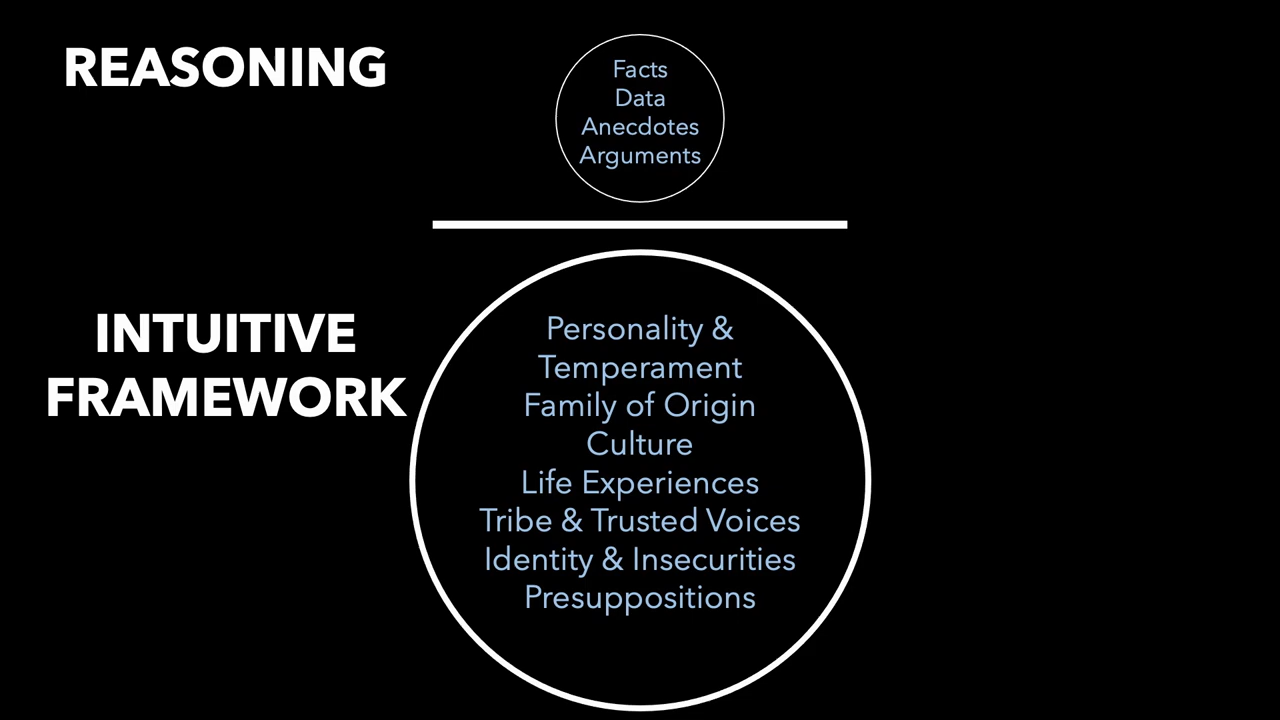 REASONING
Facts
Data
Anecdotes
Arguments
INTUITIVE
FRAMEWORK
Personality &
Temperament
Family of Origin
Culture
Life Experiences
Tribe & Trusted Voices
Identity & Insecurities
Presuppositions